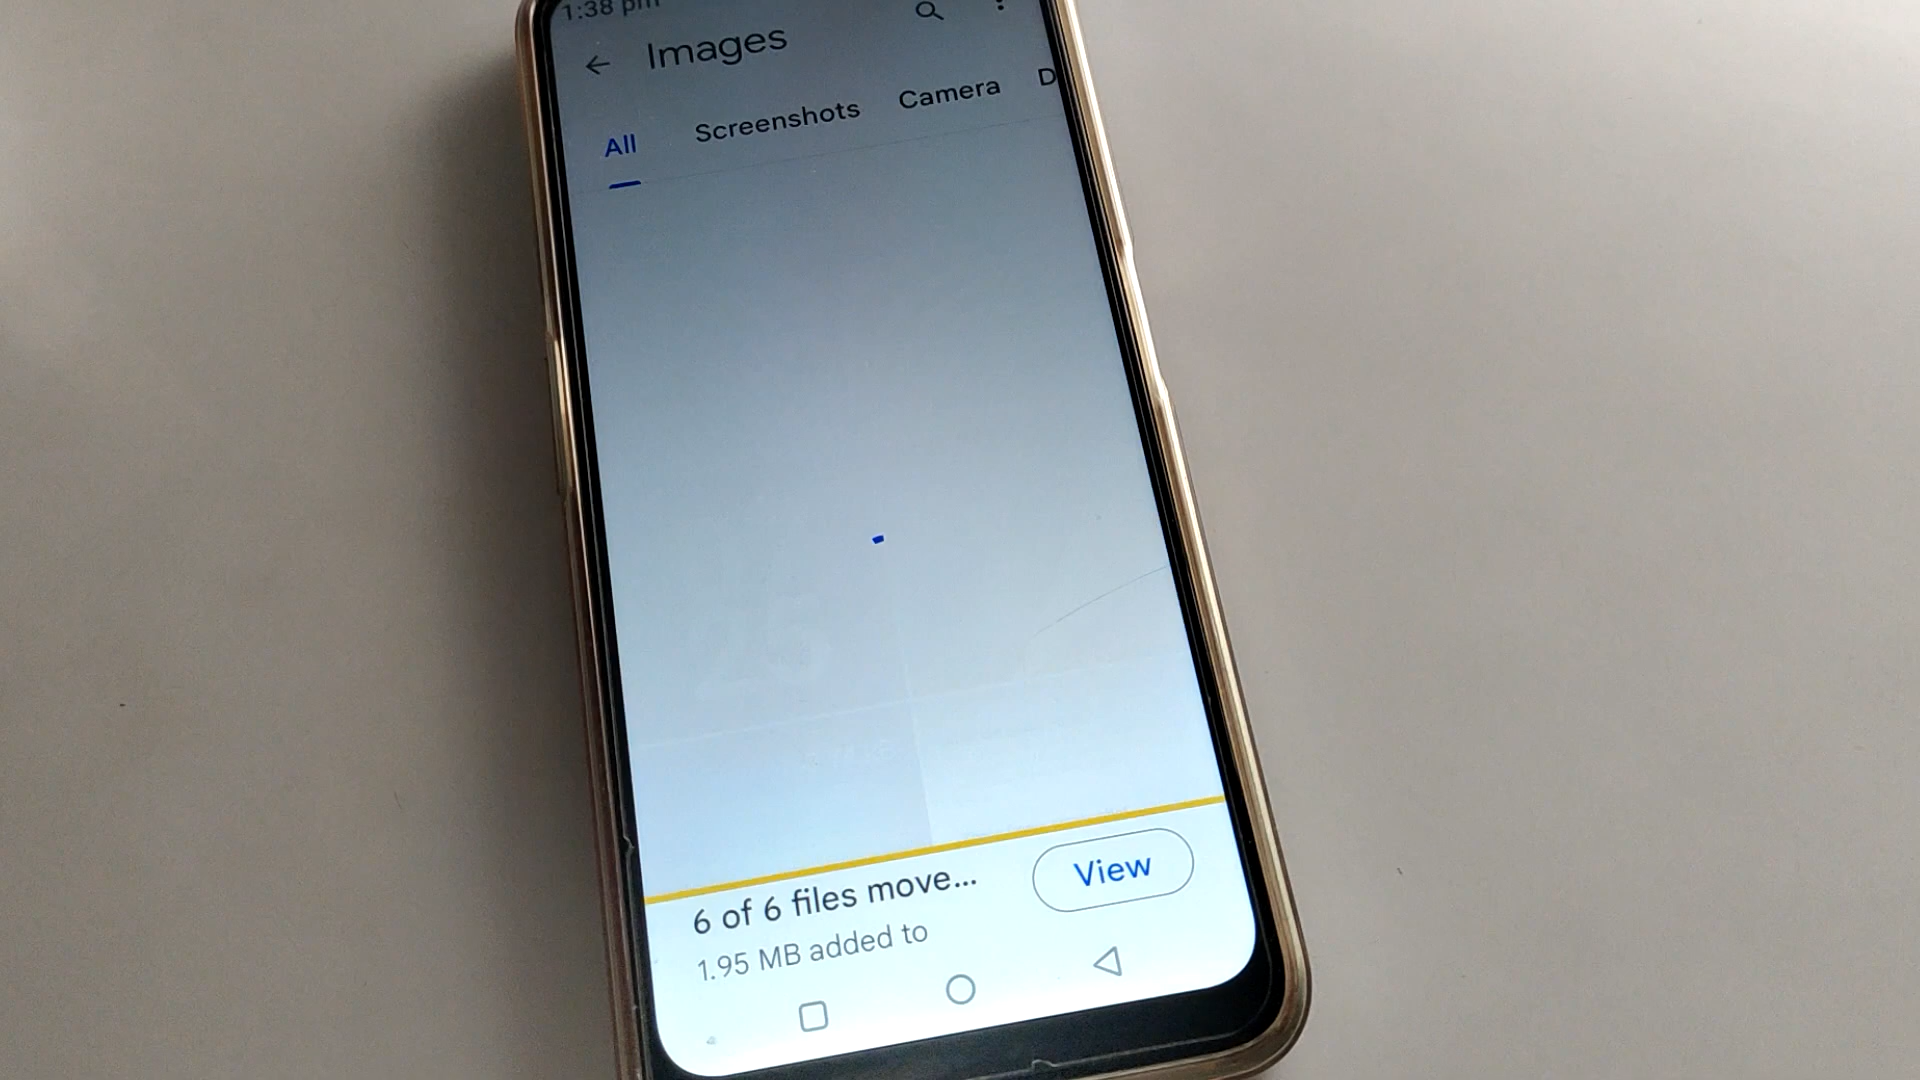 1:38 pm
Images
All Screenshots Camera D
6 of 6 files move...
View
1.95 MB added to